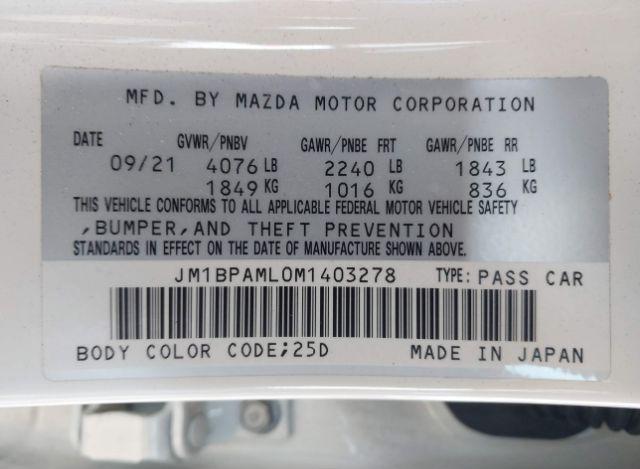 MFD. BY MAZDA MOTOR CORPORATION
DATE GVWR/PNBV GAWR/PNBE FRT GAWR/PNBE RR
09/21 4076 LB 2240 LB 1843 LB
1849 KG 1016 KG 836 KG
THIS VEHICLE CONFORMS TO ALL APPLICABLE FEDERAL MOTOR VEHICLE SAFETY
,BUMPER,AND THEFT PREVENTION
STANDARDS IN EFFECT ON THE DATE OF MANUFACTURE SHOWN ABOVE.
JM1BPAML0M1403278 TYPE: PASS CAR
BODY COLOR CODE;25D MADE IN JAPAN